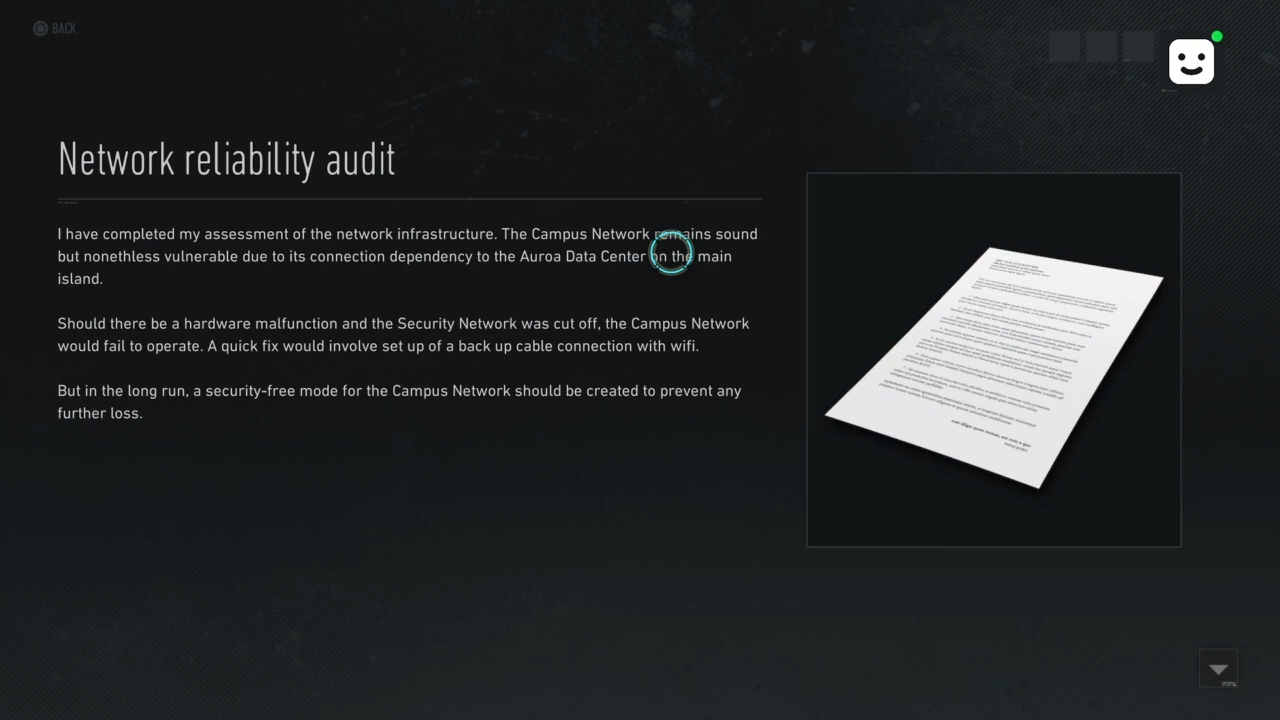 BACK
Network reliability audit
I have completed my assessment of the network infrastructure. The Campus Network remains sound
but nonethless vulnerable due to its connection dependency to the Auroa Data Center on the main
island.
Should there be a hardware malfunction and the Security Network was cut off, the Campus Network
would fail to operate. A quick fix would involve set up of a back up cable connection with wifi.
But in the long run, a security-free mode for the Campus Network should be created to prevent any
further loss.